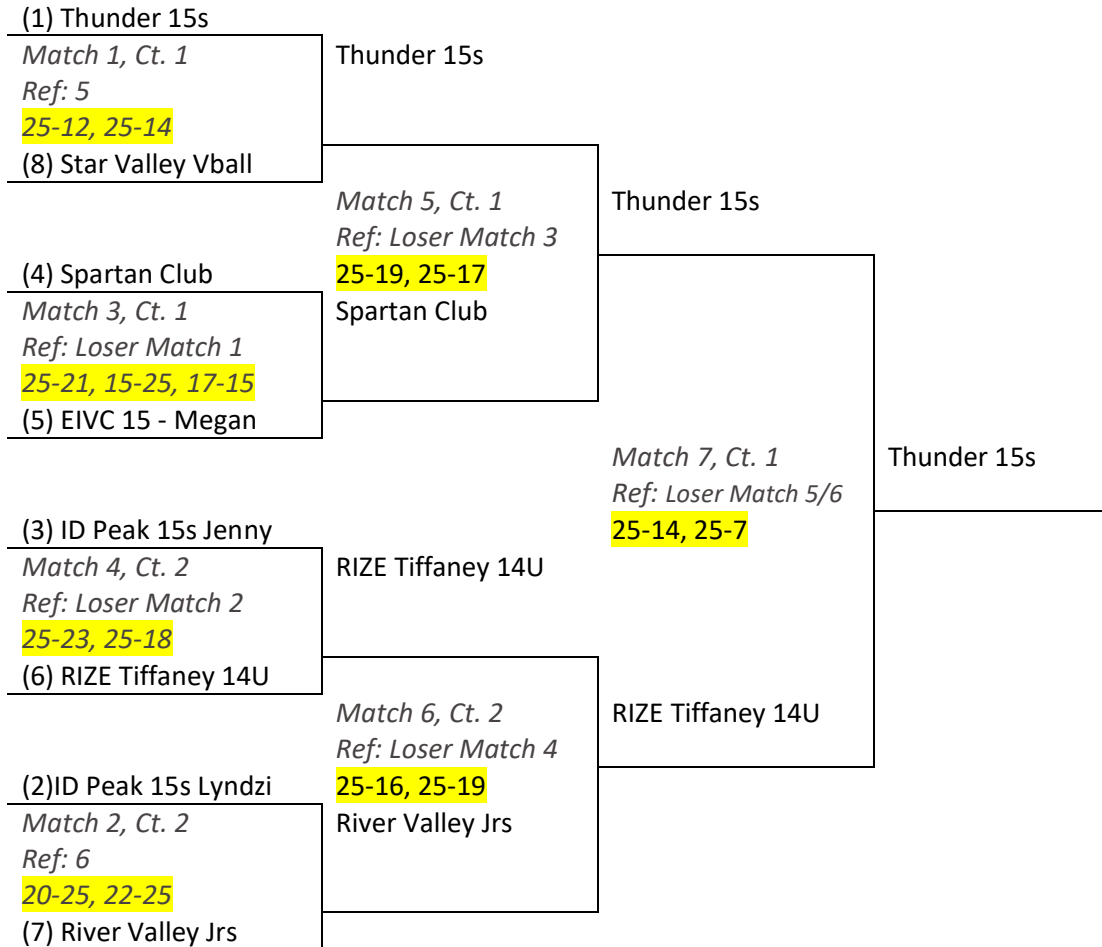 (1) Thunder 15s
Match 1, Ct. 1
Ref: 5
25-12, 25-14
(8) Star Valley Vball
(4) Spartan Club
Match 3, Ct. 1
Ref: Loser Match 1
25-21, 15-25, 17-15
(5) EIVC 15 - Megan
(3) ID Peak 15s Jenny
Match 4, Ct. 2
Ref: Loser Match 2
25-23, 25-18
(6) RIZE Tiffaney 14U
(2)ID Peak 15s Lyndzi
Match 2, Ct. 2
Ref: 6
20-25, 22-25
(7) River Valley Jrs
Thunder 15s
Match 5, Ct. 1
Ref: Loser Match 3
25-19, 25-17
Spartan Club
RIZE Tiffaney 14U
Match 6, Ct. 2
Ref: Loser Match 4
25-16, 25-19
River Valley Jrs
Thunder 15s
Match 7, Ct. 1
Ref: Loser Match 5/6
25-14, 25-7
RIZE Tiffaney 14U
Thunder 15s